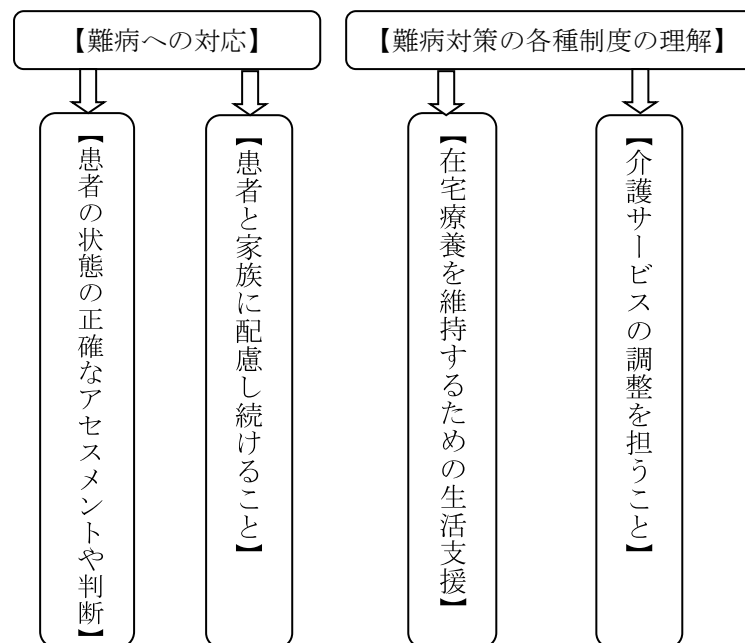 【難病への対応】
【難病対策の各種制度の理解】
【患者の状態の正確なアセスメントや判断】
【患者と家族に配慮し続けること】
【在宅療養を維持するための生活支援】
【介護サービスの調整を担うこと】